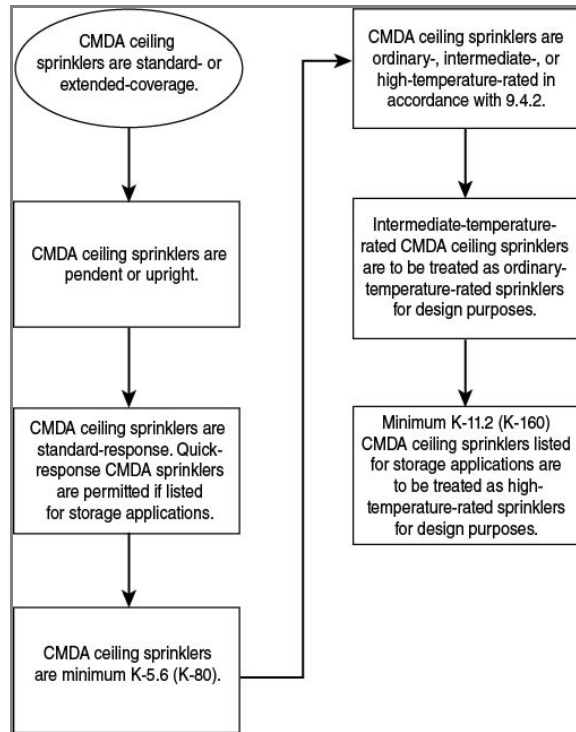 CMDA ceiling
sprinklers are standard- or
extended-coverage.
CMDA ceiling sprinklers are
pendent or upright.
CMDA ceiling sprinklers are
standard-response. Quick-
response CMDA sprinklers
are permitted if listed
for storage applications.
CMDA ceiling sprinklers
are minimum K-5.6 (K-80).
CMDA ceiling sprinklers are
ordinary-, intermediate-, or
high-temperature-rated in
accordance with 9.4.2.
Intermediate-temperature-
rated CMDA ceiling sprinklers
are to be treated as ordinary-
temperature-rated sprinklers
for design purposes.
Minimum K-11.2 (K-160)
CMDA ceiling sprinklers listed
for storage applications are
to be treated as high-
temperature-rated sprinklers
for design purposes.